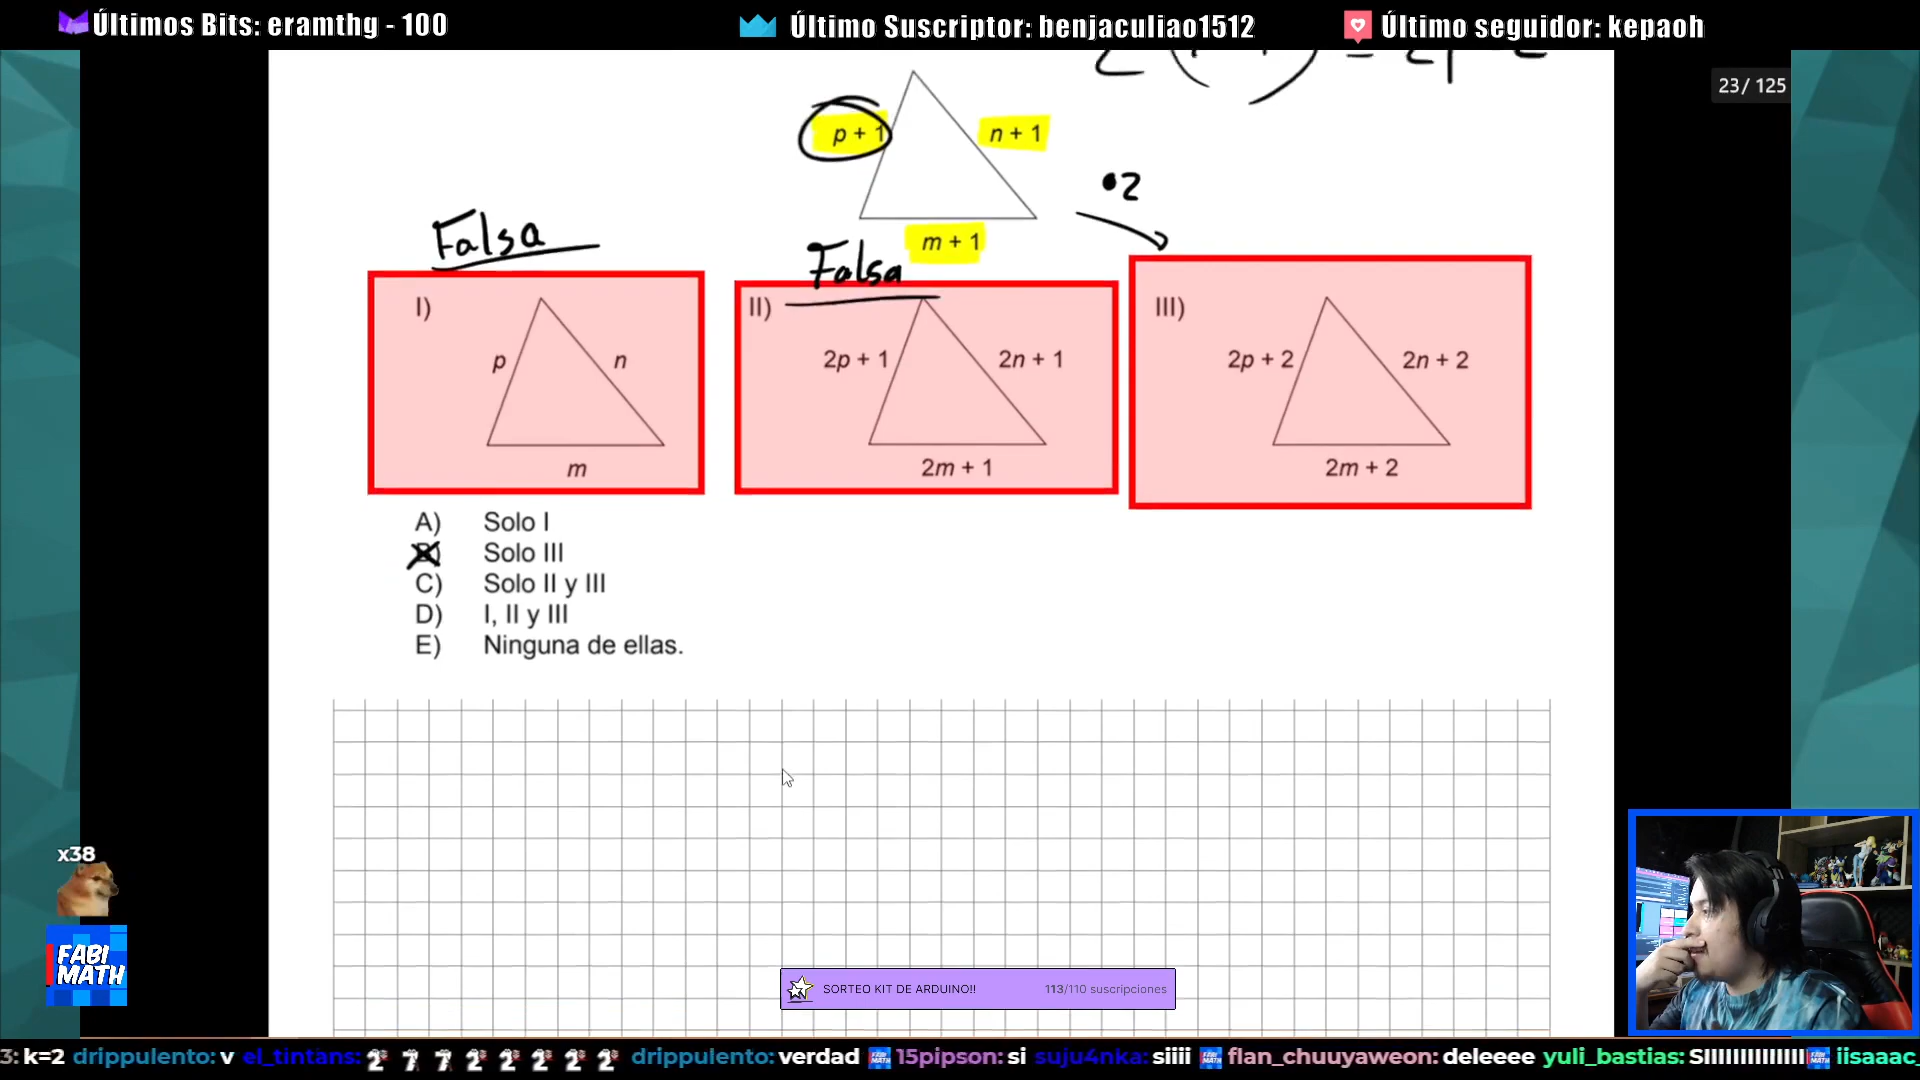 Últimos Bits: eramthg - 100
Último Suscriptor: benjaculiao1512
Último seguidor: kepaoh
23/ 125
p + 1
n + 1
•2
m + 1
Falsa
Falsa
I)
p
n
m
II)
2p + 1
2n + 1
2m + 1
III)
2p + 2
2n + 2
2m + 2
A) Solo I
B) Solo III
C) Solo II y III
D) I, II y III
E) Ninguna de ellas.
x38
FABI
MATH
SORTEO KIT DE ARDUINO!! 113/110 suscripciones
3: k=2 drippulento: v el_tintans: drippulento: verdad 15pipson: si suju4nka: siiii flan_chuuyaweon: deleeee yuli_bastias: SIIIIIIIIIIIIII iisaaac_